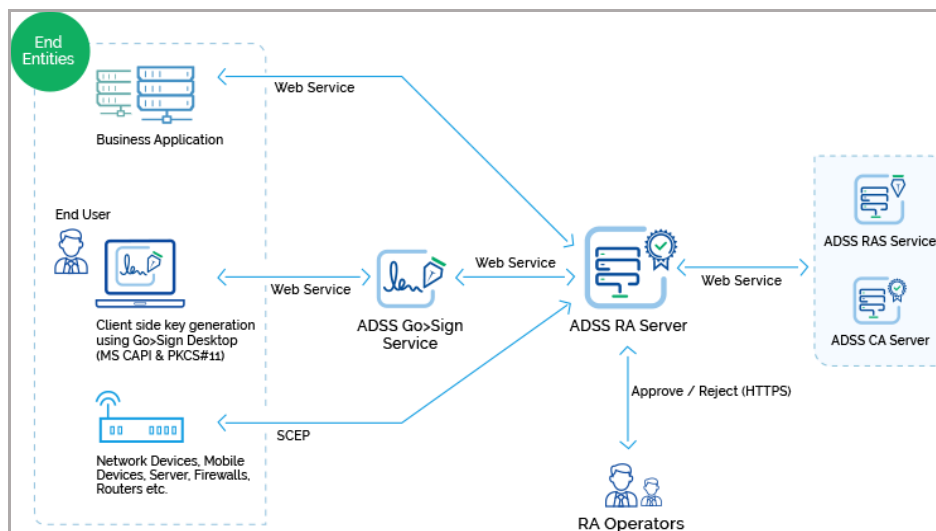 End
Entities
Business Application
Web Service
End User
Client side key generation
using Go>Sign Desktop
(MS CAPI & PKCS#11)
Web Service
ADSS Go>Sign
Service
Web Service
ADSS RA Server
Web Service
ADSS RAS Service
ADSS CA Server
Approve / Reject (HTTPS)
SCEP
Network Devices, Mobile
Devices, Server, Firewalls,
Routers etc.
RA Operators